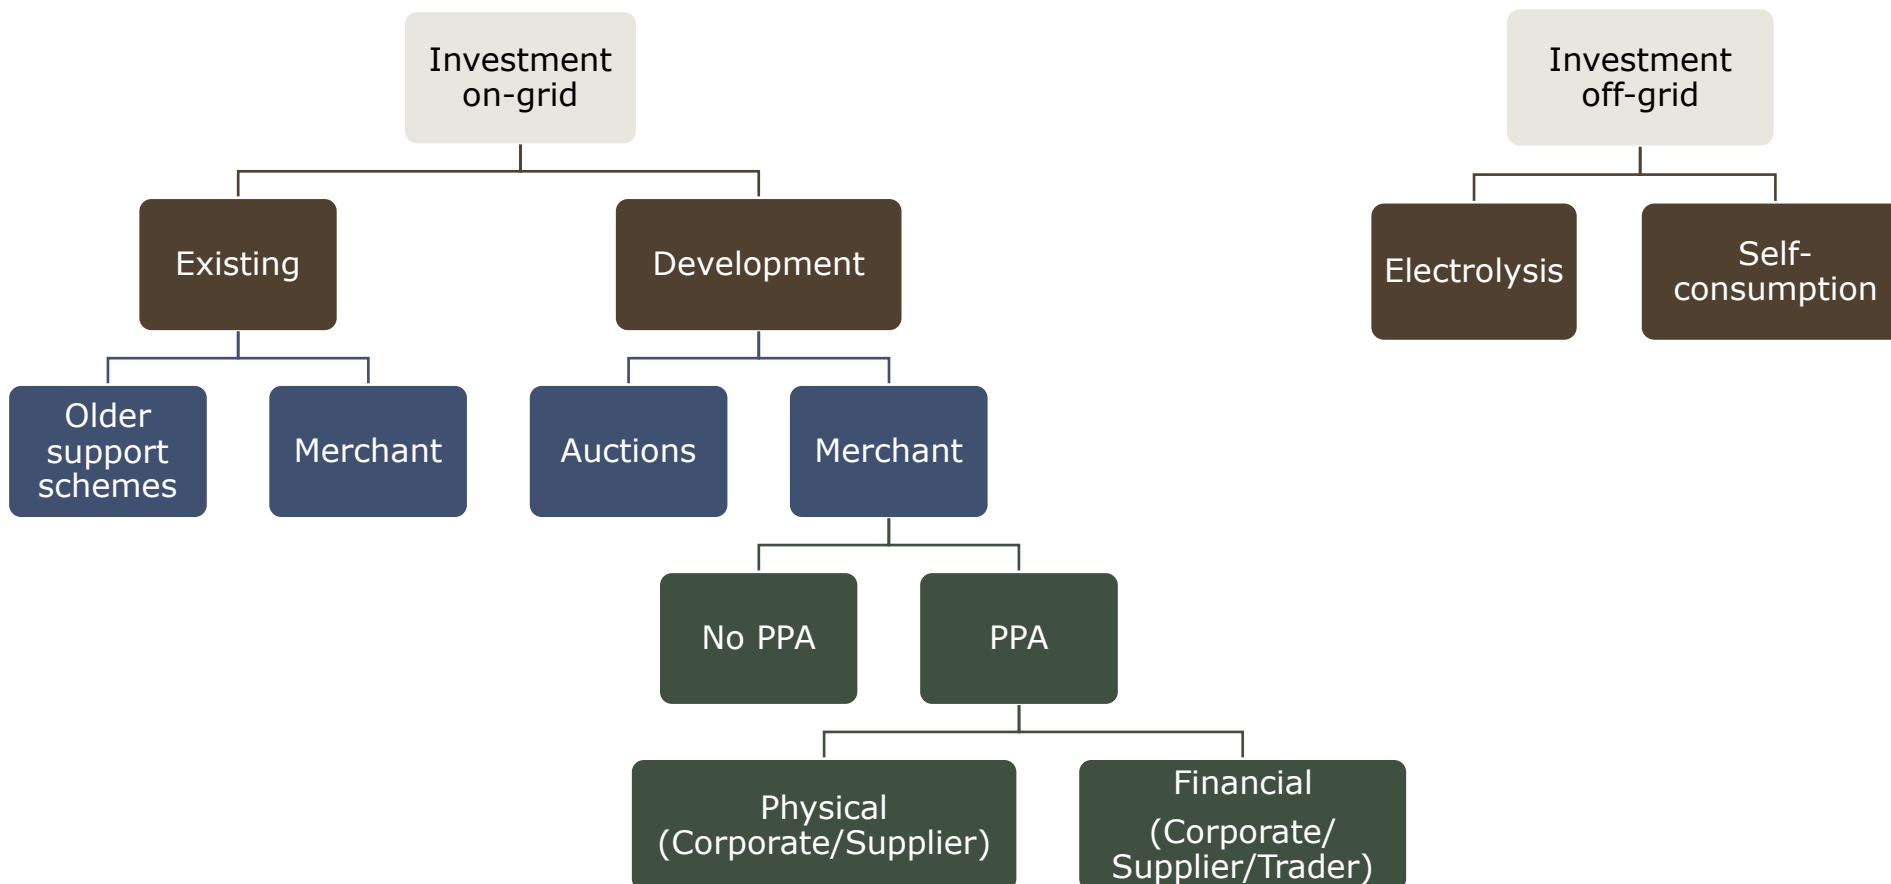 Investment
on-grid
Investment
off-grid
Existing
Development
Electrolysis
Self-
consumption
Older
support
schemes
Merchant
Auctions
Merchant
No PPA
PPA
Physical
(Corporate/Supplier)
Financial
(Corporate/
Supplier/Trader)